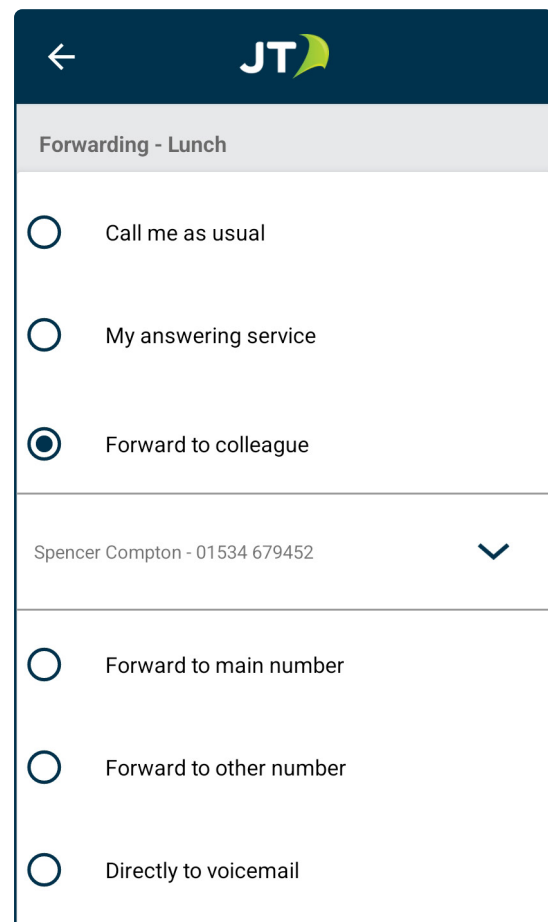 JT
Forwarding - Lunch
Call me as usual
My answering service
Forward to colleague
Spencer Compton - 01534 679452
Forward to main number
Forward to other number
Directly to voicemail